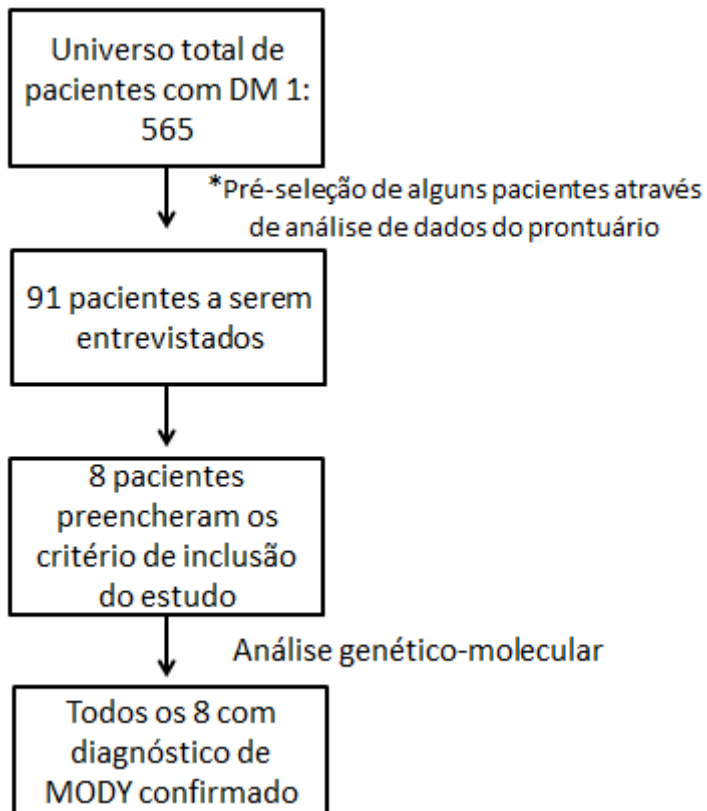 Universo total de
pacientes com DM 1:
565
*Pré-seleção de alguns pacientes através
de análise de dados do prontuário
91 pacientes a serem
entrevistados
8 pacientes
preencheram os
critério de inclusão
do estudo
Análise genético-molecular
Todos os 8 com
diagnóstico de
MODY confirmado